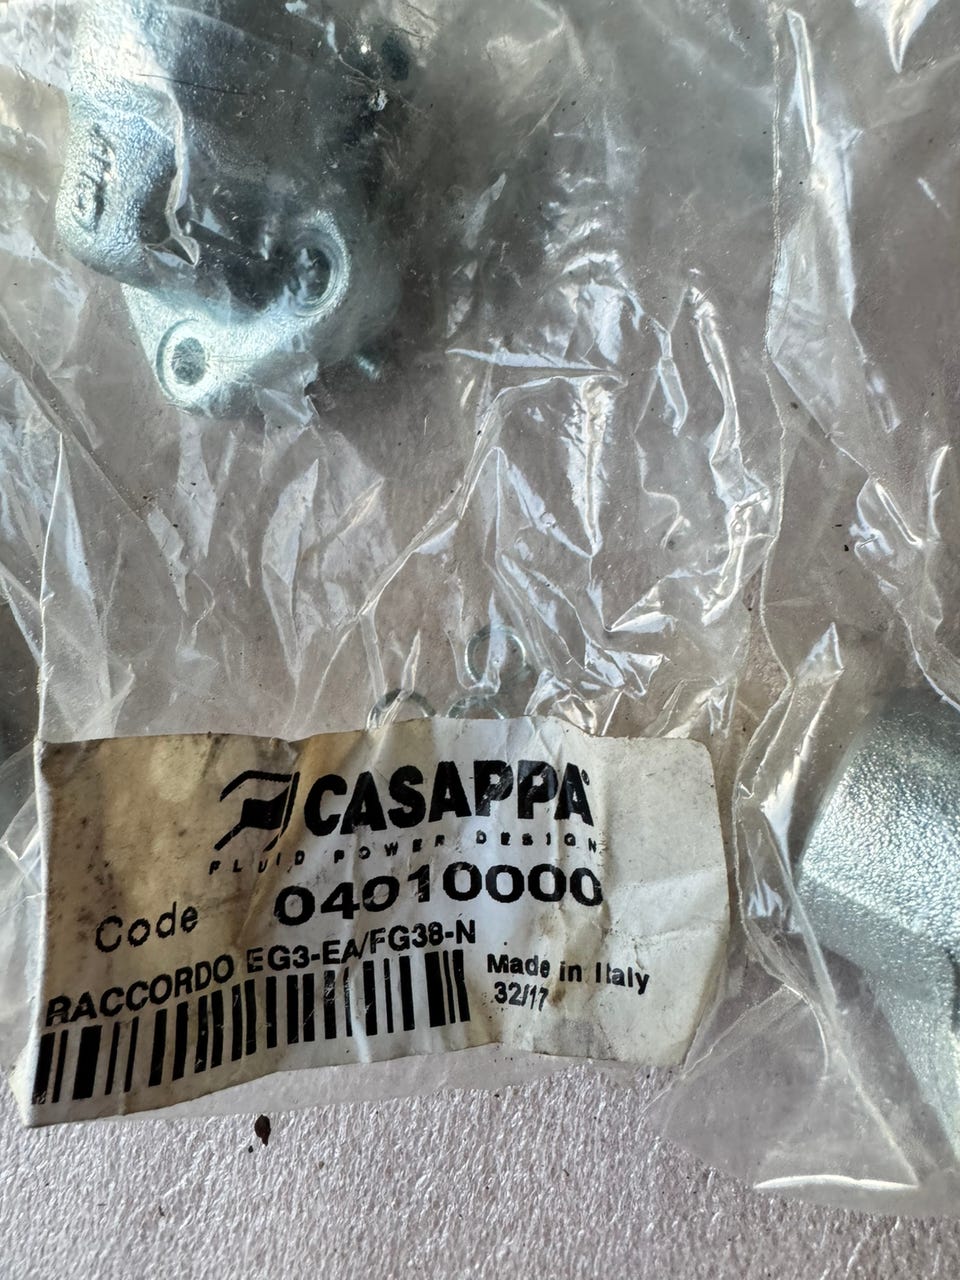 CASAPPA®
FLUID POWER DESIGN
Code 04010000
RACCORDO EG3-EA/FG38-N
Made in Italy
32/17